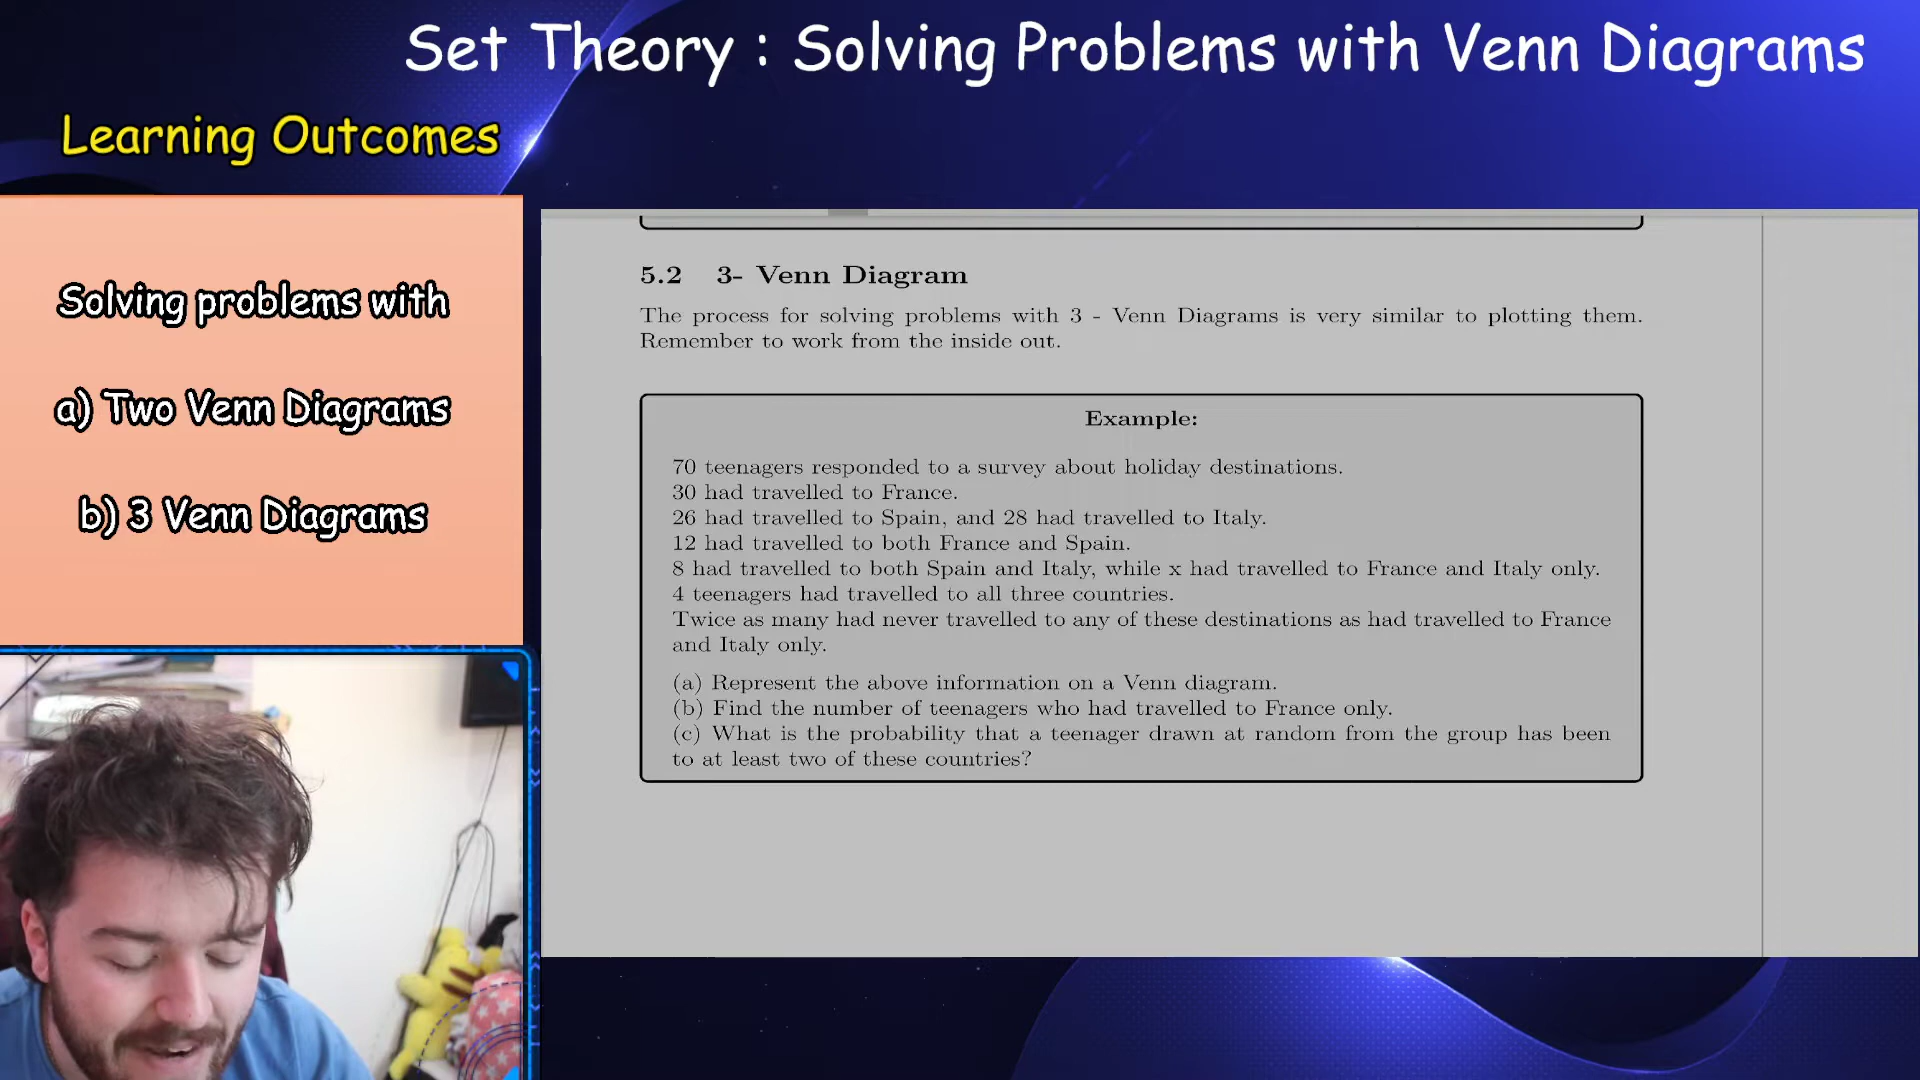 Set Theory : Solving Problems with Venn Diagrams
Learning Outcomes
Solving problems with
a) Two Venn Diagrams
b) 3 Venn Diagrams
5.2 3- Venn Diagram
The process for solving problems with 3 - Venn Diagrams is very similar to plotting them.
Remember to work from the inside out.
Example:
70 teenagers responded to a survey about holiday destinations.
30 had travelled to France.
26 had travelled to Spain, and 28 had travelled to Italy.
12 had travelled to both France and Spain.
8 had travelled to both Spain and Italy, while x had travelled to France and Italy only.
4 teenagers had travelled to all three countries.
Twice as many had never travelled to any of these destinations as had travelled to France
and Italy only.
(a) Represent the above information on a Venn diagram.
(b) Find the number of teenagers who had travelled to France only.
(c) What is the probability that a teenager drawn at random from the group has been
to at least two of these countries?